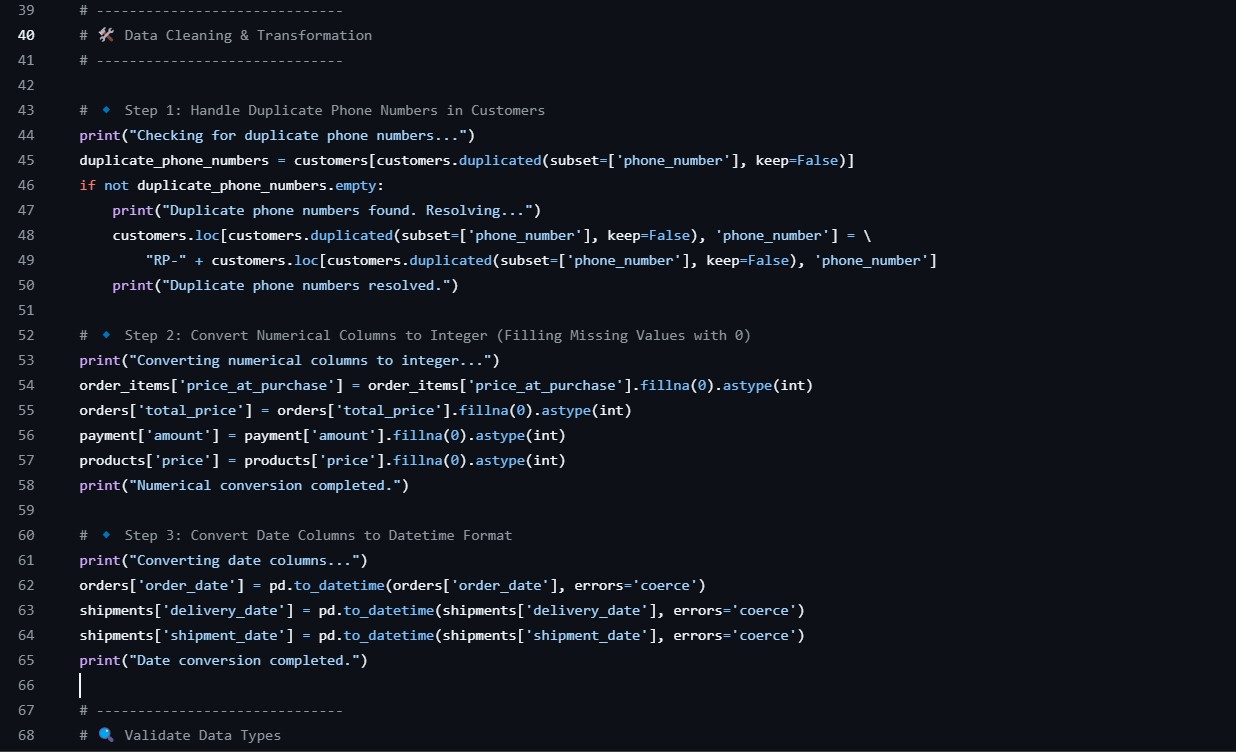 39 # ------------------------------
40 # 🛠 Data Cleaning & Transformation
41 # ------------------------------
42
43 # 🔹 Step 1: Handle Duplicate Phone Numbers in Customers
44 print("Checking for duplicate phone numbers...")
45 duplicate_phone_numbers = customers[customers.duplicated(subset=['phone_number'], keep=False)]
46 if not duplicate_phone_numbers.empty:
47     print("Duplicate phone numbers found. Resolving...")
48     customers.loc[customers.duplicated(subset=['phone_number'], keep=False), 'phone_number'] = \
49         "RP-" + customers.loc[customers.duplicated(subset=['phone_number'], keep=False), 'phone_number']
50     print("Duplicate phone numbers resolved.")
51
52 # 🔹 Step 2: Convert Numerical Columns to Integer (Filling Missing Values with 0)
53 print("Converting numerical columns to integer...")
54 order_items['price_at_purchase'] = order_items['price_at_purchase'].fillna(0).astype(int)
55 orders['total_price'] = orders['total_price'].fillna(0).astype(int)
56 payment['amount'] = payment['amount'].fillna(0).astype(int)
57 products['price'] = products['price'].fillna(0).astype(int)
58 print("Numerical conversion completed.")
59
60 # 🔹 Step 3: Convert Date Columns to Datetime Format
61 print("Converting date columns...")
62 orders['order_date'] = pd.to_datetime(orders['order_date'], errors='coerce')
63 shipments['delivery_date'] = pd.to_datetime(shipments['delivery_date'], errors='coerce')
64 shipments['shipment_date'] = pd.to_datetime(shipments['shipment_date'], errors='coerce')
65 print("Date conversion completed.")
66
67 # ------------------------------
68 # 🔍 Validate Data Types